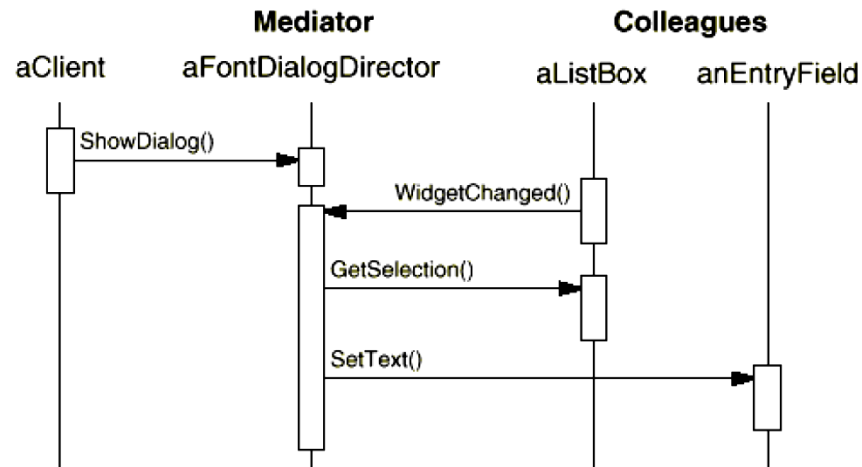 Mediator Colleagues
aClient aFontDialogDirector aListBox anEntryField
ShowDialog()
WidgetChanged()
GetSelection()
SetText()